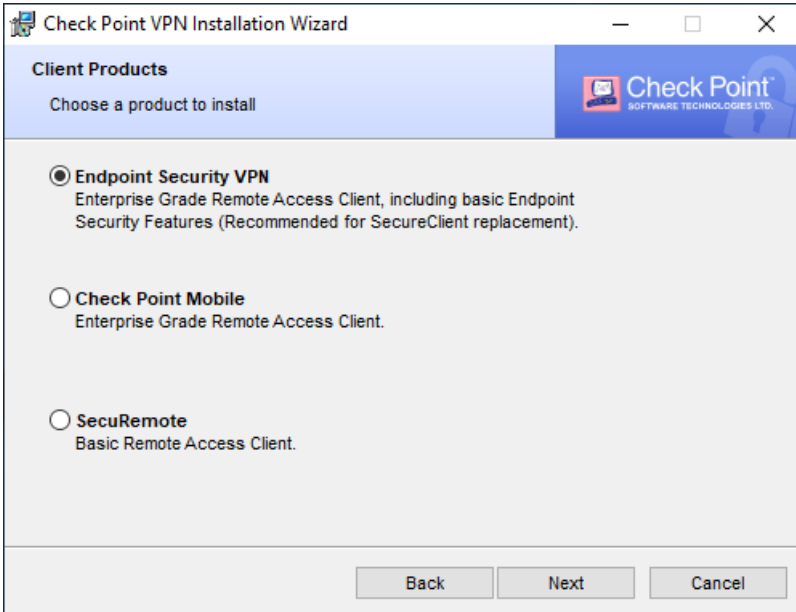 Check Point VPN Installation Wizard
Client Products
Choose a product to install
Check Point™
SOFTWARE TECHNOLOGIES LTD.
Endpoint Security VPN
Enterprise Grade Remote Access Client, including basic Endpoint
Security Features (Recommended for SecureClient replacement).
Check Point Mobile
Enterprise Grade Remote Access Client.
SecuRemote
Basic Remote Access Client.
Back
Next
Cancel